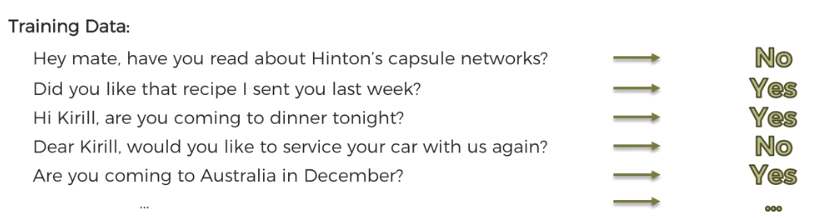 Training Data:
Hey mate, have you read about Hinton's capsule networks? No
Did you like that recipe I sent you last week? Yes
Hi Kirill, are you coming to dinner tonight? Yes
Dear Kirill, would you like to service your car with us again? No
Are you coming to Australia in December? Yes
... ...